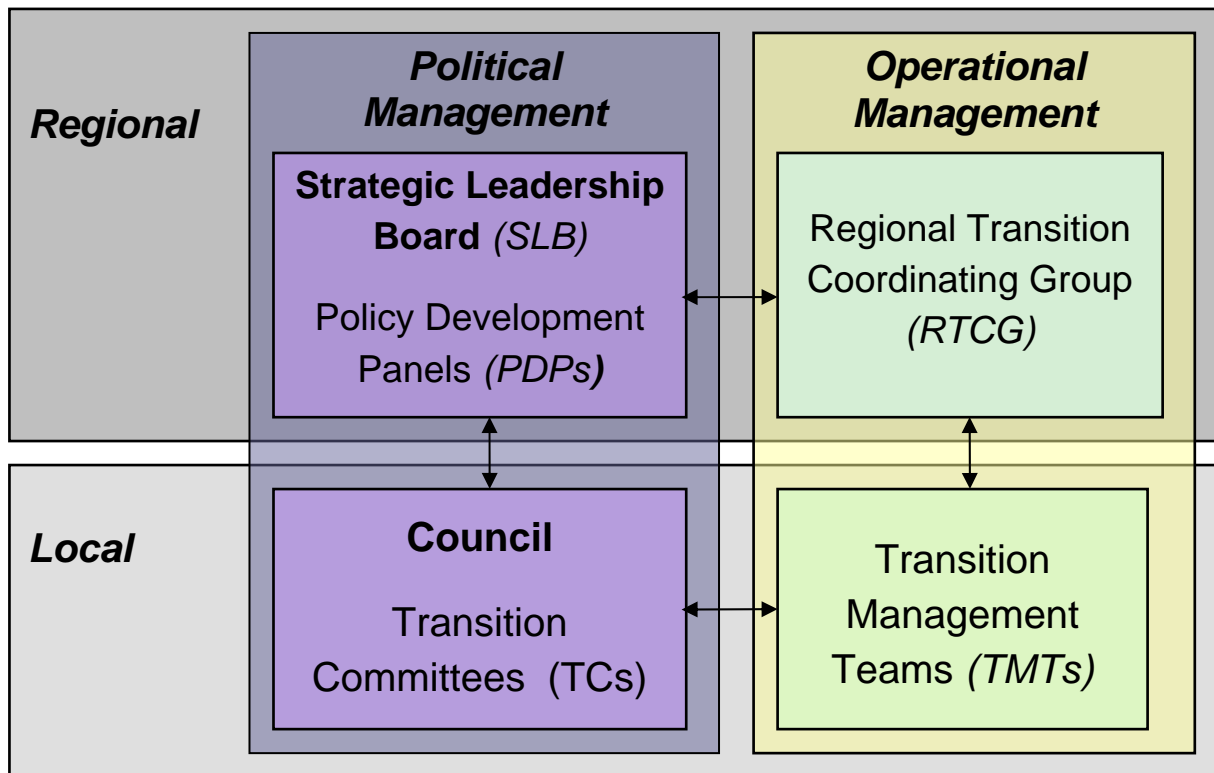 Regional
Political
Management
Strategic Leadership
Board (SLB)
Policy Development
Panels (PDPs)
Operational
Management
Regional Transition
Coordinating Group
(RTCG)
Local
Council
Transition
Committees (TCs)
Transition
Management
Teams (TMTs)